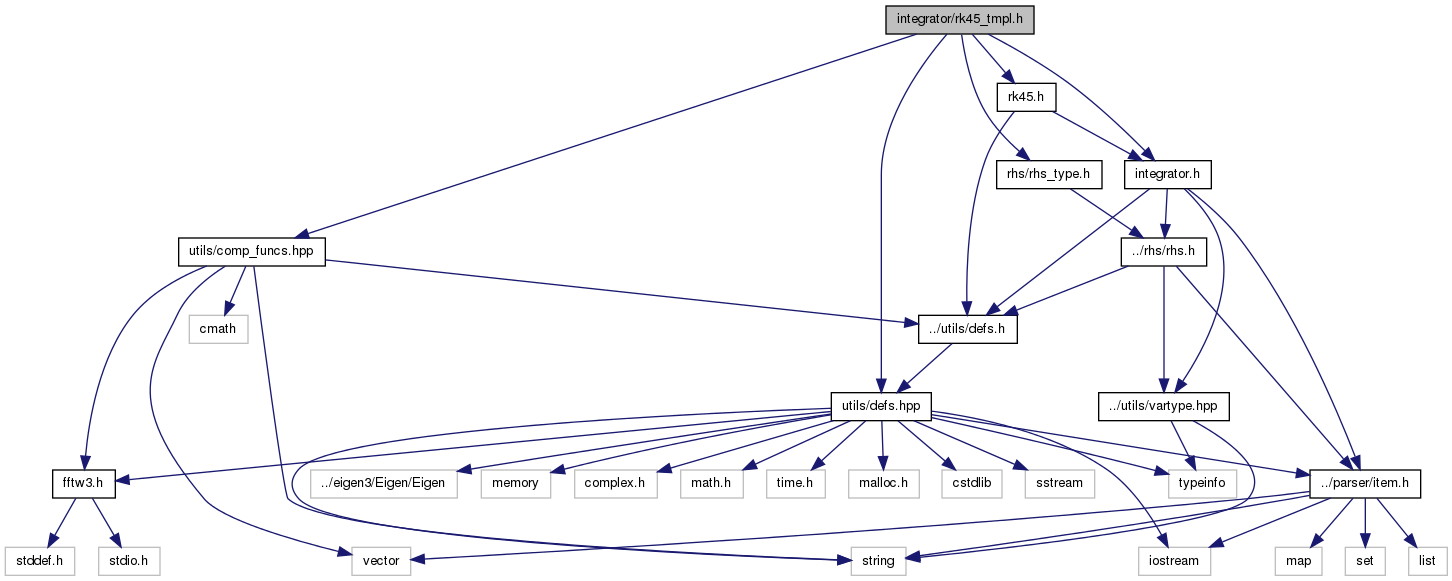 integrator/rk45_tmpl.h
rk45.h
rhs/rhs_type.h
integrator.h
utils/comp_funcs.hpp
../rhs/rhs.h
cmath
../utils/defs.h
utils/defs.hpp
../utils/vartype.hpp
fftw3.h
../eigen3/Eigen/Eigen
memory
complex.h
math.h
time.h
malloc.h
cstdlib
sstream
typeinfo
../parser/item.h
stddef.h
stdio.h
vector
string
iostream
map
set
list